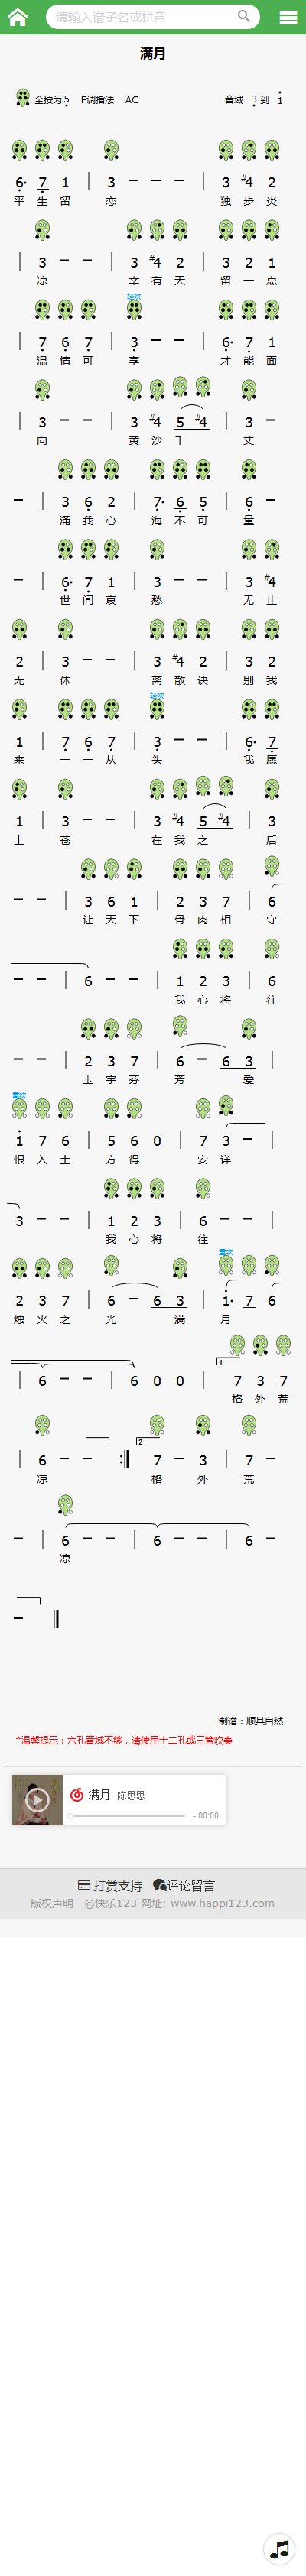 请输入谱子名或拼音
满月
全按为 5 F调指法 AC 音域 3 到 1
6· 7 1 | 3 — — — | 3 #4 2
平 生 留 恋 独 步 炎
| 3 — — | 3 #4 2 | 3 2 1
凉 幸 有 天 留 一 点
轻吹
| 7 6 7 | 3 — — | 6· 7 1
温 情 可 享 才 能 面
| 3 — — | 3 #4 5 #4 | 3 —
向 黄 沙 千 丈
— | 3 6 2 | 7· 6 5 | 6 —
涌 我 心 海 不 可 量
— | 6· 7 1 | 3 — — | 3 #4
世 间 哀 愁 无 止
2 | 3 — — | 3 #4 2 | 3 2
无 休 离 散 诀 别 我
轻吹
1 | 7 6 7 | 3 — — | 6· 7
来 一 一 从 头 我 愿
1 | 3 — — | 3 #4 5 #4 | 3
上 苍 在 我 之 后
— — | 3 6 1 | 2 3 7 | 6
让 天 下 骨 肉 相 守
— — | 6 — — | 1 2 3 | 6
我 心 将 往
— — | 2 3 7 | 6 — 6 3
玉 宇 芬 芳 爱
重吹
1 7 6 | 5 6 0 | 7 3 — |
恨 入 土 方 得 安 详
3 — — | 1 2 3 | 6 — — |
我 心 将 往
重吹
2 3 7 | 6 — 6 3 | 1· 7 6
烛 火 之 光 满 月
1
| 6 — — | 6 0 0 | 7 3 7
格 外 荒
2
| 6 — — — :| 7 — 3 | 7 —
凉 格 外 荒
— | 6 — — | 6 — — | 6 —
凉
—
制谱：顺其自然
*温馨提示：六孔音域不够，请使用十二孔或三管吹奏
满月 - 陈思思
- 00:00
打赏支持 评论留言
版权声明 ©快乐123 网址：www.happi123.com